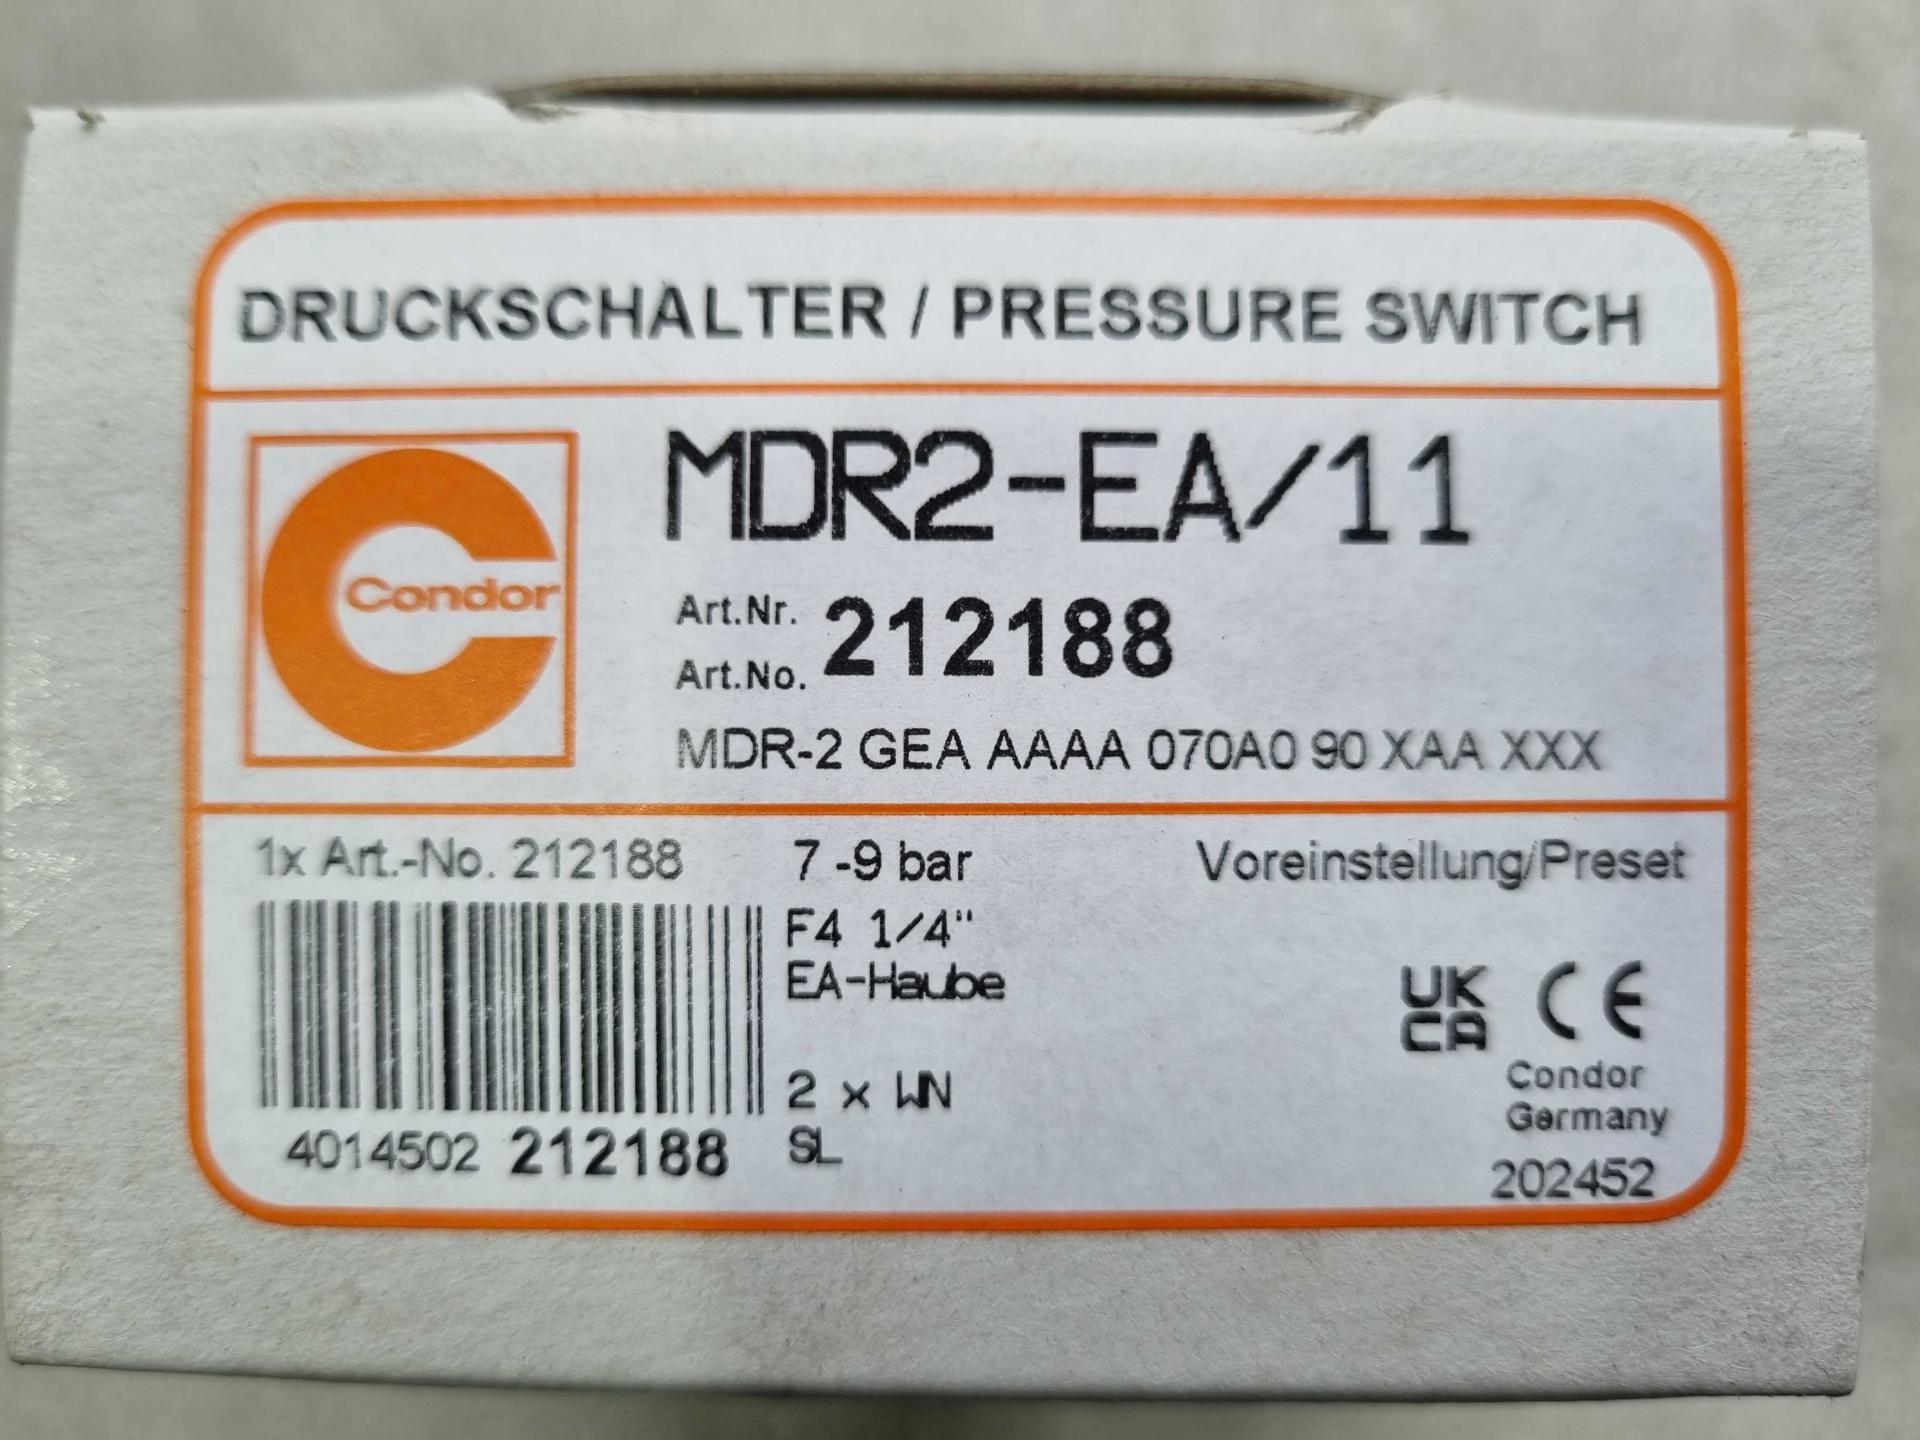 DRUCKSCHALTER / PRESSURE SWITCH
Condor
MDR2-EA/11
Art.Nr.
Art.No. 212188
MDR-2 GEA AAAA 070A0 90 XAA XXX
1x Art.-No. 212188 7 -9 bar Voreinstellung/Preset
F4 1/4"
EA-Haube
UK
CA CE
2 x WN
SL
Condor
Germany
4014502 212188
202452